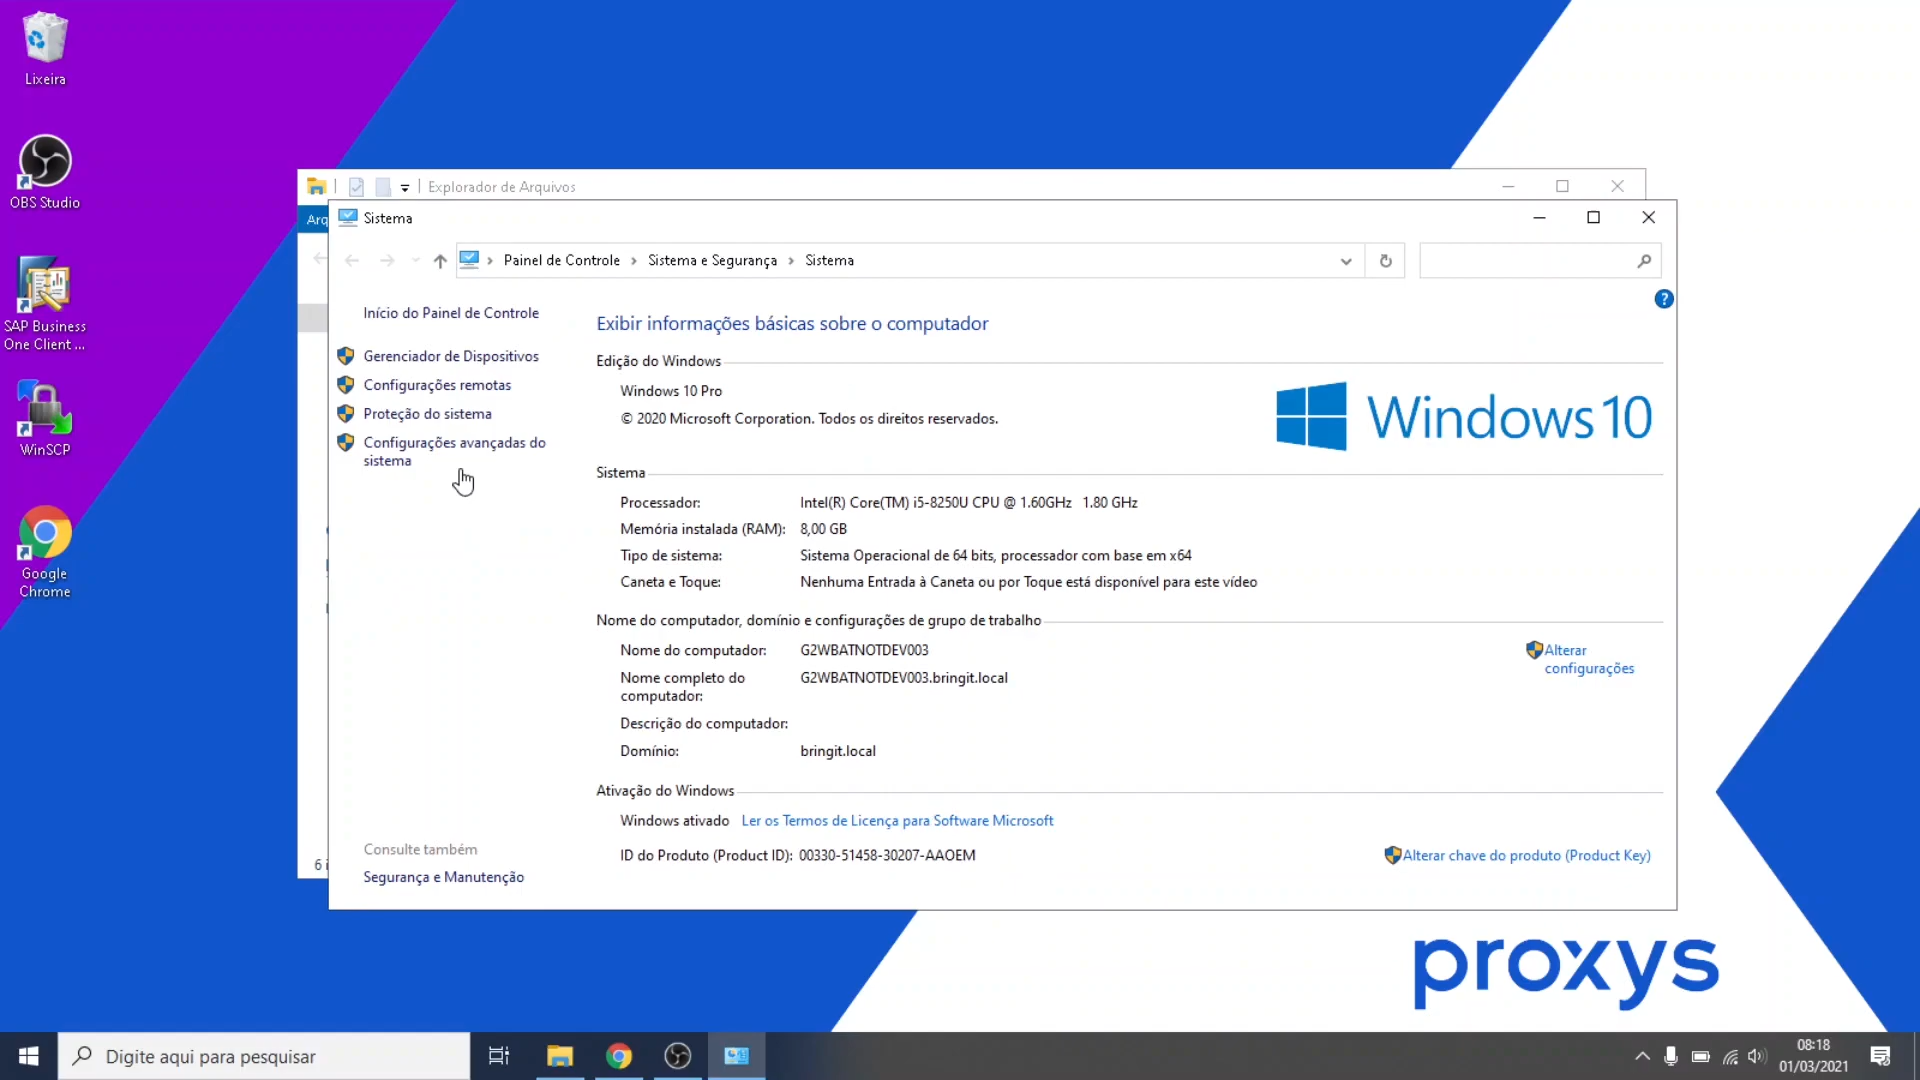 Lixeira
OBS Studio
SAP Business
One Client ...
WinSCP
Google
Chrome
Explorador de Arquivos
Arq
Sistema
Painel de Controle > Sistema e Segurança > Sistema
Início do Painel de Controle
Gerenciador de Dispositivos
Configurações remotas
Proteção do sistema
Configurações avançadas do
sistema
Consulte também
Segurança e Manutenção
6 i
?
Exibir informações básicas sobre o computador
Edição do Windows
Windows 10 Pro
© 2020 Microsoft Corporation. Todos os direitos reservados.
Windows 10
Sistema
Processador: Intel(R) Core(TM) i5-8250U CPU @ 1.60GHz 1.80 GHz
Memória instalada (RAM): 8,00 GB
Tipo de sistema: Sistema Operacional de 64 bits, processador com base em x64
Caneta e Toque: Nenhuma Entrada à Caneta ou por Toque está disponível para este vídeo
Nome do computador, domínio e configurações de grupo de trabalho
Nome do computador: G2WBATNOTDEV003
Alterar
configurações
Nome completo do
computador: G2WBATNOTDEV003.bringit.local
Descrição do computador:
Domínio: bringit.local
Ativação do Windows
Windows ativado Ler os Termos de Licença para Software Microsoft
ID do Produto (Product ID): 00330-51458-30207-AAOEM
Alterar chave do produto (Product Key)
proxys
Digite aqui para pesquisar
08:18
01/03/2021